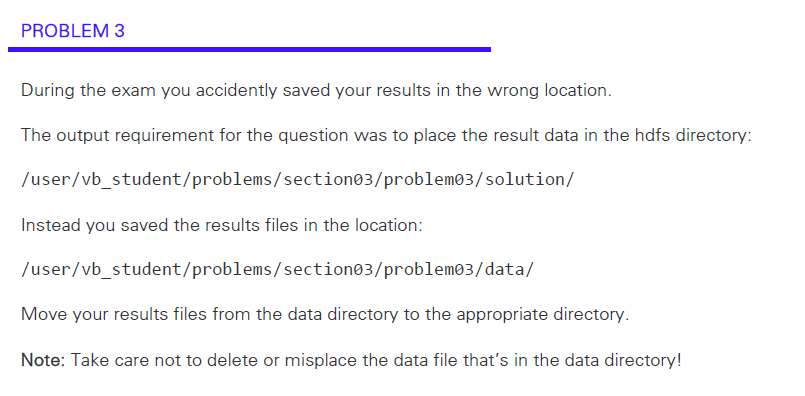 PROBLEM 3
During the exam you accidently saved your results in the wrong location.
The output requirement for the question was to place the result data in the hdfs directory:
/user/vb_student/problems/section03/problem03/solution/
Instead you saved the results files in the location:
/user/vb_student/problems/section03/problem03/data/
Move your results files from the data directory to the appropriate directory.
Note: Take care not to delete or misplace the data file that's in the data directory!